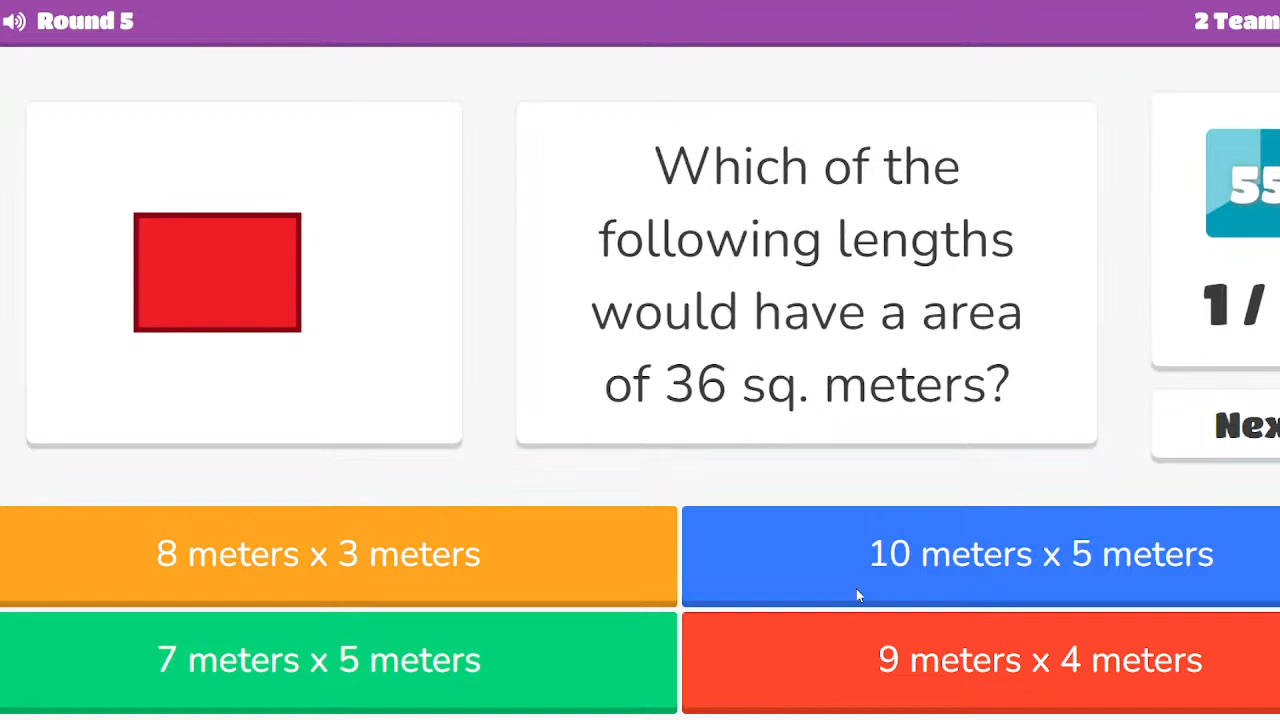 Round 5
2 Team
Which of the
following lengths
would have a area
of 36 sq. meters?
55
1 /
Nex
8 meters x 3 meters
10 meters x 5 meters
7 meters x 5 meters
9 meters x 4 meters